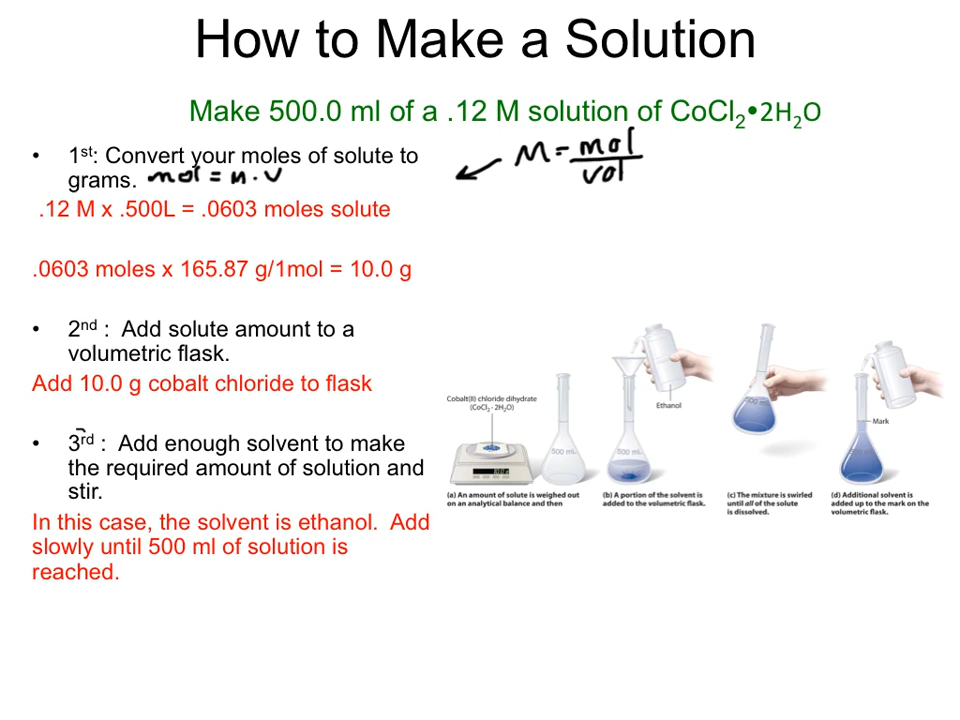 How to Make a Solution
Make 500.0 ml of a .12 M solution of CoCl₂•2H₂O
• 1st: Convert your moles of solute to
grams. mol = M · V
M = mol
vol
.12 M x .500L = .0603 moles solute
.0603 moles x 165.87 g/1mol = 10.0 g
• 2nd : Add solute amount to a
volumetric flask.
Add 10.0 g cobalt chloride to flask
• 3rd : Add enough solvent to make
the required amount of solution and
stir.
In this case, the solvent is ethanol. Add
slowly until 500 ml of solution is
reached.
Cobalt(II) chloride dihydrate
(CoCl₂ · 2H₂O)
500 mL
(a) An amount of solute is weighed out
on an analytical balance and then
Ethanol
500 mL
(b) A portion of the solvent is
added to the volumetric flask.
500 mL
(c) The mixture is swirled
until all of the solute
is dissolved.
Mark
500 mL
(d) Additional solvent is
added up to the mark on the
volumetric flask.